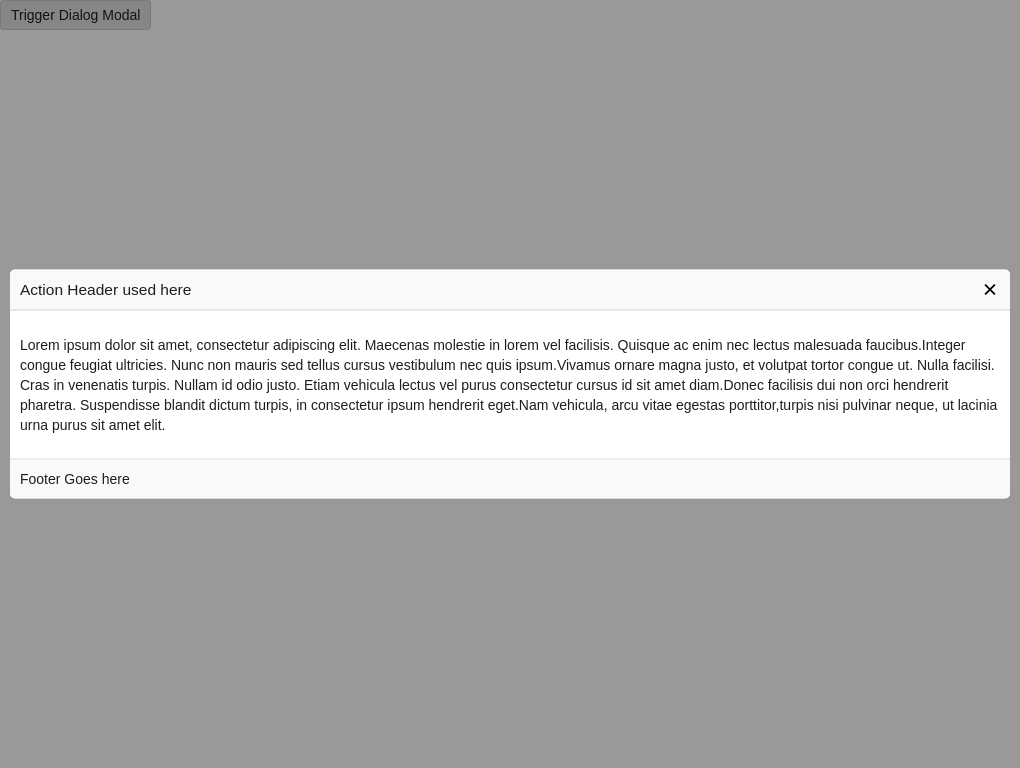 Trigger Dialog Modal
Action Header used here
Lorem ipsum dolor sit amet, consectetur adipiscing elit. Maecenas molestie in lorem vel facilisis. Quisque ac enim nec lectus malesuada faucibus.Integer
congue feugiat ultricies. Nunc non mauris sed tellus cursus vestibulum nec quis ipsum.Vivamus ornare magna justo, et volutpat tortor congue ut. Nulla facilisi.
Cras in venenatis turpis. Nullam id odio justo. Etiam vehicula lectus vel purus consectetur cursus id sit amet diam.Donec facilisis dui non orci hendrerit
pharetra. Suspendisse blandit dictum turpis, in consectetur ipsum hendrerit eget.Nam vehicula, arcu vitae egestas porttitor,turpis nisi pulvinar neque, ut lacinia
urna purus sit amet elit.
Footer Goes here